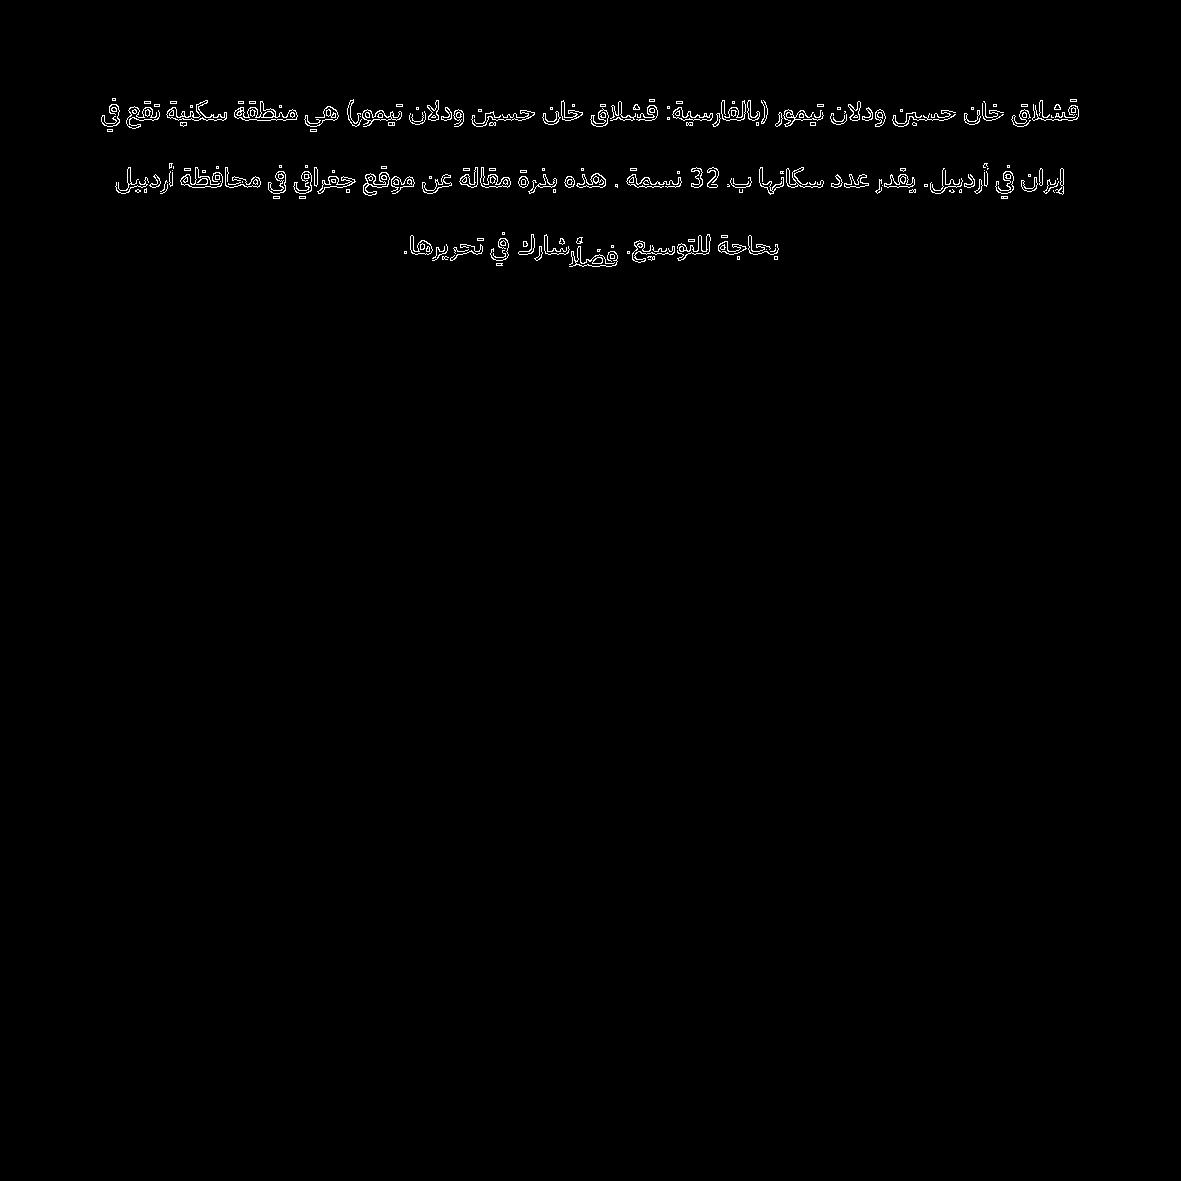 قشلاق خان حسين ودلان تيمور (بالفارسية: قشلاق خان حسين ودلان تيمور) هي منطقة سكنية تقع في
إيران في أردبيل. يقدر عدد سكانها ب 32 نسمة . هذه بذرة مقالة عن موقع جغرافي في محافظة أردبيل
بحاجة للتوسيع. فضلًا شارك في تحريرها.